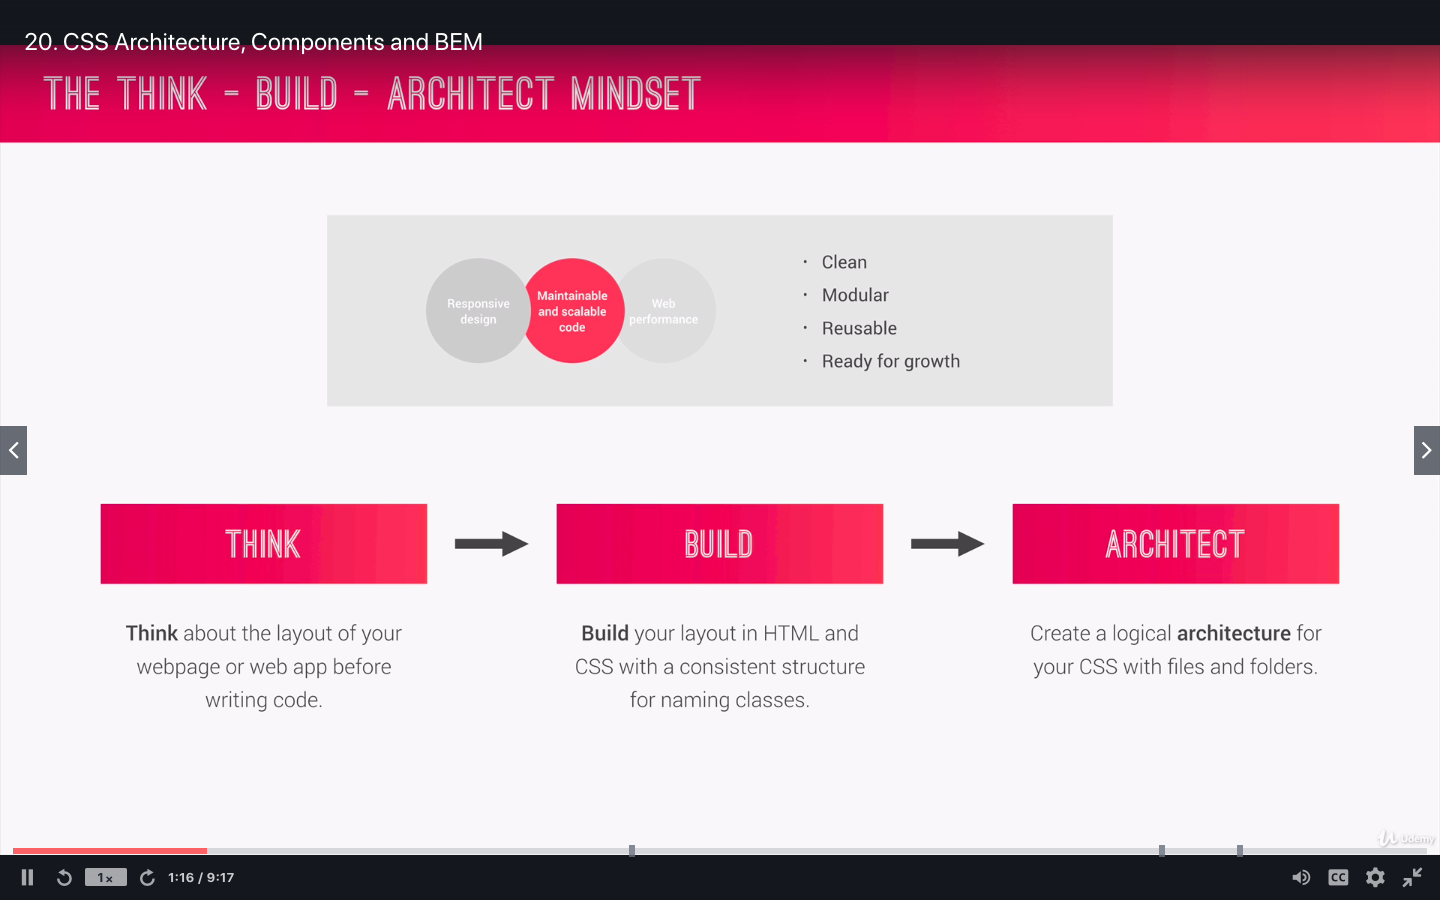 20. CSS Architecture, Components and BEM
THE THINK – BUILD – ARCHITECT MINDSET
Responsive
design
Maintainable
and scalable
code
Web
performance
• Clean
• Modular
• Reusable
• Ready for growth
THINK
BUILD
ARCHITECT
Think about the layout of your
webpage or web app before
writing code.
Build your layout in HTML and
CSS with a consistent structure
for naming classes.
Create a logical architecture for
your CSS with files and folders.
Udemy
1x
1:16 / 9:17
CC